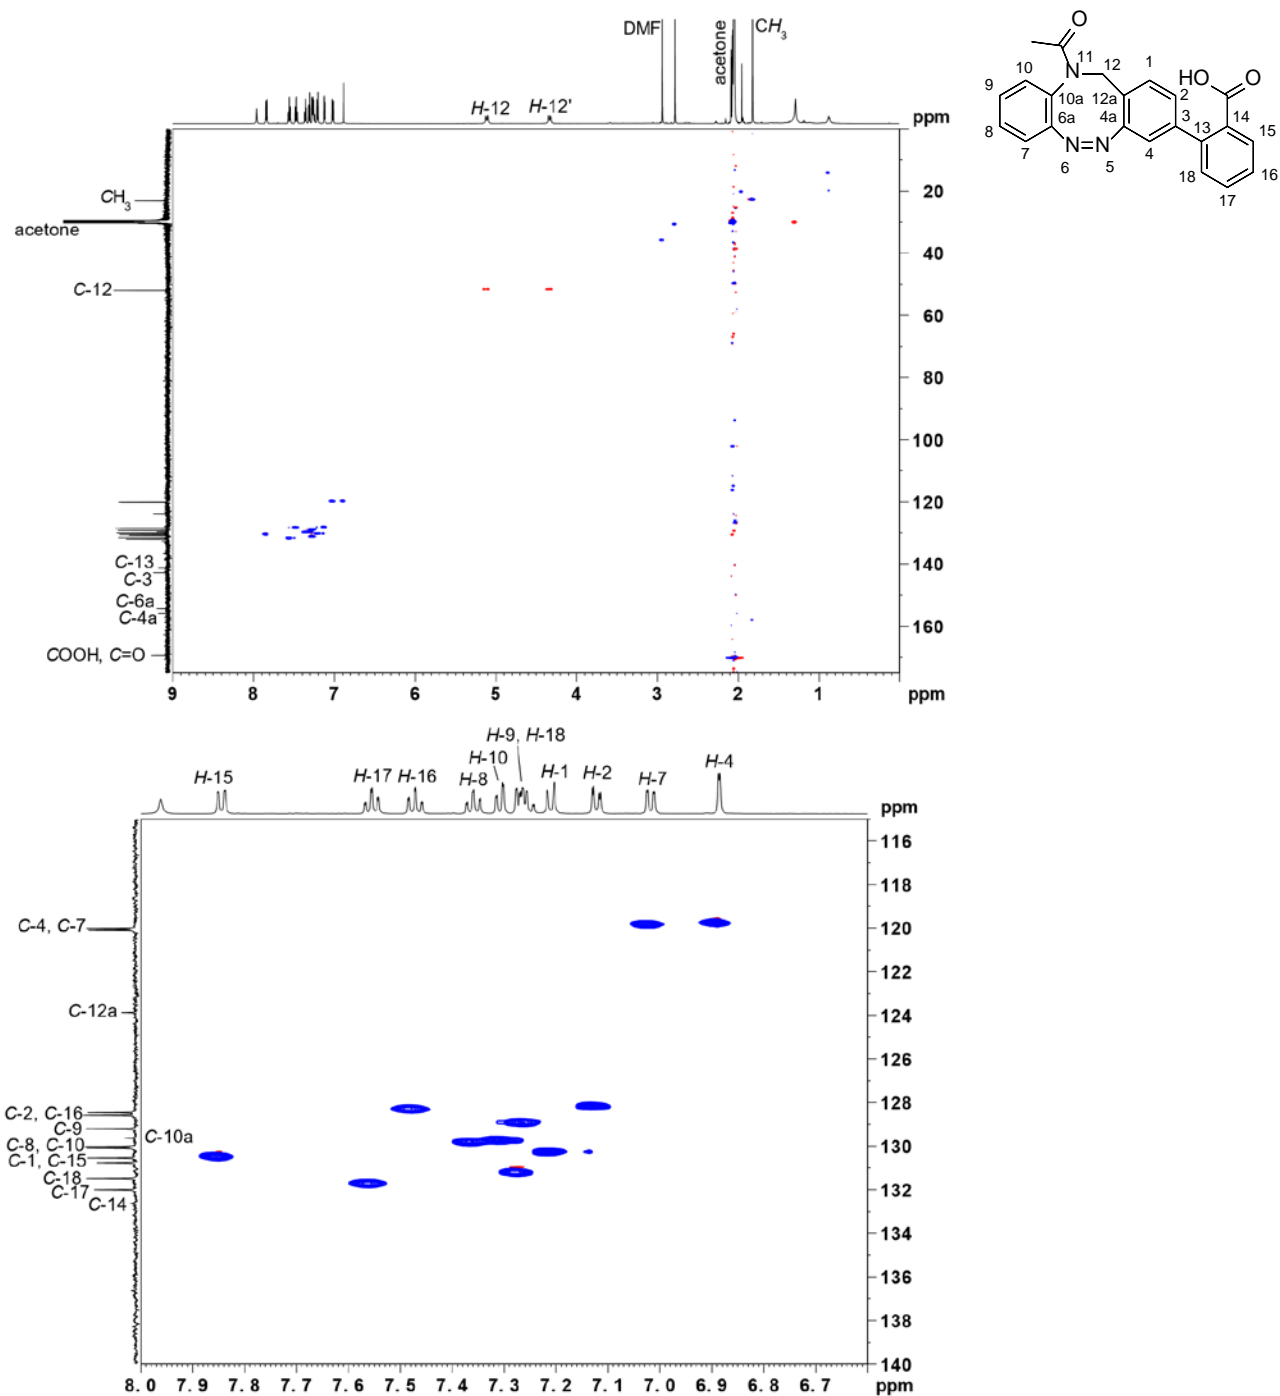 DMF
acetone
CH3
H-12
H-12'
ppm
CH3
acetone
C-12
C-13
C-3
C-6a
C-4a
COOH, C=O
20
40
60
80
100
120
140
160
9 8 7 6 5 4 3 2 1 ppm
O
N
11
12
1
10
9
8
7
10a
6a
12a
4a
2
3
4
N=N
6
5
HO
O
13
14
15
16
17
18
H-15
H-17
H-16
H-8
H-10
H-9, H-18
H-1
H-2
H-7
H-4
ppm
C-4, C-7
C-12a
C-2, C-16
C-9
C-10a
C-8, C-10
C-1, C-15
C-18
C-17
C-14
116
118
120
122
124
126
128
130
132
134
136
138
140
8.0 7.9 7.8 7.7 7.6 7.5 7.4 7.3 7.2 7.1 7.0 6.9 6.8 6.7 ppm